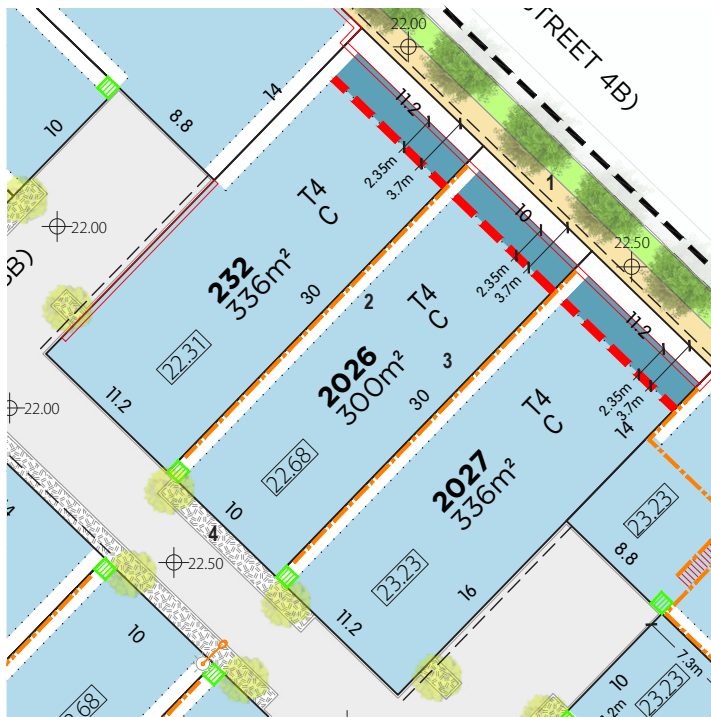 STREET 4B)
22.00
14
8.8
10
11.2
2.35m
3.7m
1
T4
C
22.00
10
22.50
232
336m²
30
2
2.35m
3.7m
T4
C
3
11.2
22.31
2026
300m²
30
T4
C
2.35m
3.7m
14
11.2
22.00
22.68
2027
336m²
23.23
10
4
22.50
23.23
8.8
11.2
16
10
7.3m
10
23.23